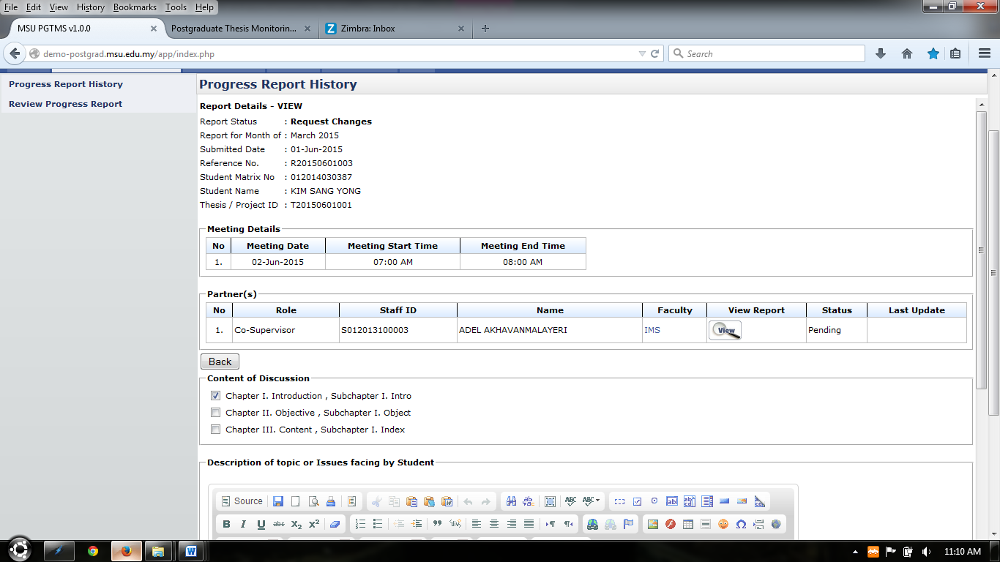 File Edit View History Bookmarks Tools Help
MSU PGTMS v1.0.0
Postgraduate Thesis Monitorin...
Z Zimbra: Inbox
demo-postgrad.msu.edu.my/app/index.php
Search
Progress Report History
Review Progress Report
Progress Report History
Report Details - VIEW
Report Status : Request Changes
Report for Month of : March 2015
Submitted Date : 01-Jun-2015
Reference No. : R20150601003
Student Matrix No : 012014030387
Student Name : KIM SANG YONG
Thesis / Project ID : T20150601001
Meeting Details
No Meeting Date Meeting Start Time Meeting End Time
1. 02-Jun-2015 07:00 AM 08:00 AM
Partner(s)
No Role Staff ID Name Faculty View Report Status Last Update
1. Co-Supervisor S012013100003 ADEL AKHAVANMALAYERI IMS View Pending
Back
Content of Discussion
Chapter I. Introduction , Subchapter I. Intro
Chapter II. Objective , Subchapter I. Object
Chapter III. Content , Subchapter I. Index
Description of topic or Issues facing by Student
Source
B I U abc X2 X2
11:10 AM